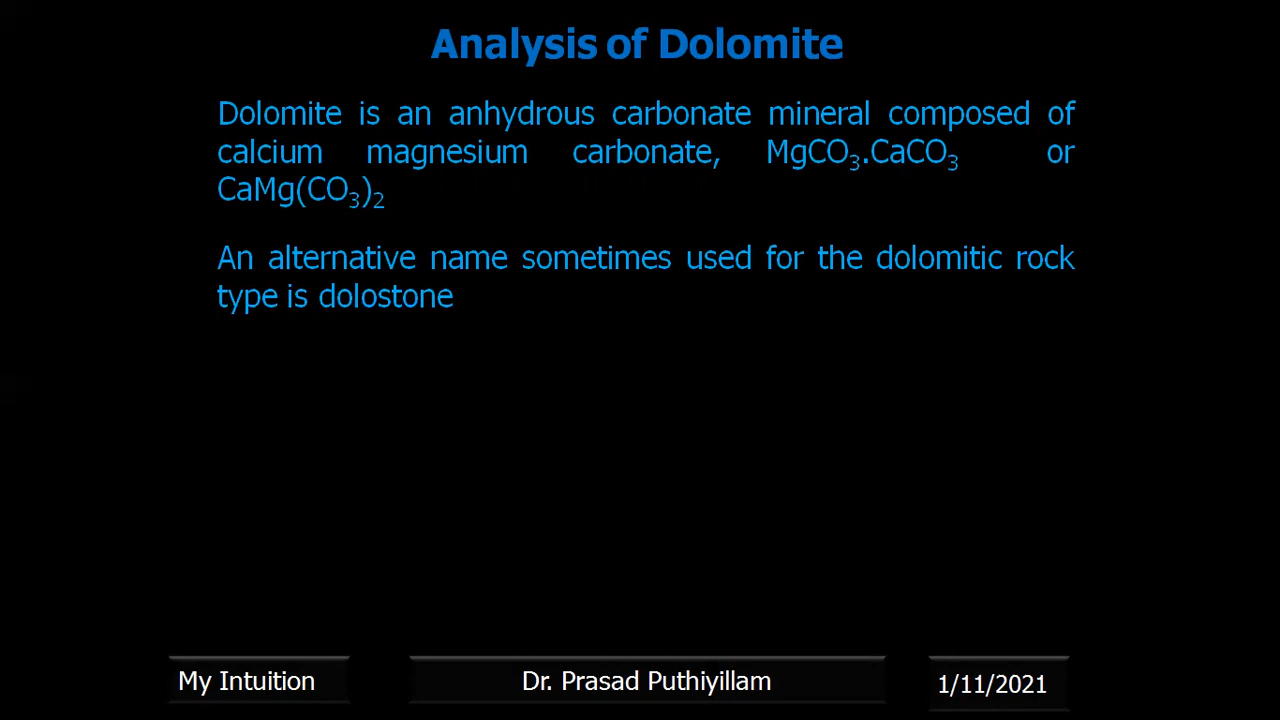 Analysis of Dolomite
Dolomite is an anhydrous carbonate mineral composed of
calcium magnesium carbonate, MgCO₃.CaCO₃ or
CaMg(CO₃)₂
An alternative name sometimes used for the dolomitic rock
type is dolostone
My Intuition
Dr. Prasad Puthiyillam
1/11/2021